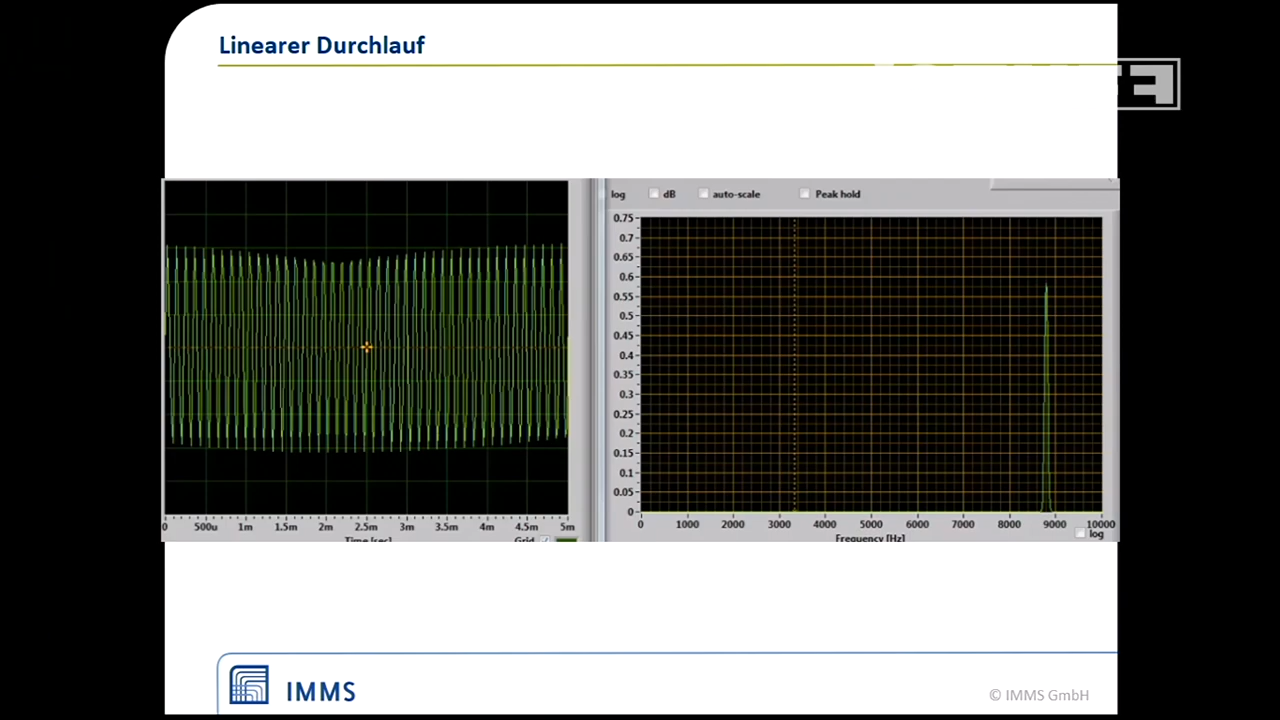 Linearer Durchlauf
log dB auto-scale Peak hold
0.75
0.7
0.65
0.6
0.55
0.5
0.45
0.4
0.35
0.3
0.25
0.2
0.15
0.1
0.05
0
0 500u 1m 1.5m 2m 2.5m 3m 3.5m 4m 4.5m 5m
Time [sec]
Grid
0 1000 2000 3000 4000 5000 6000 7000 8000 9000 10000
Frequency [Hz]
log
IMMS
© IMMS GmbH